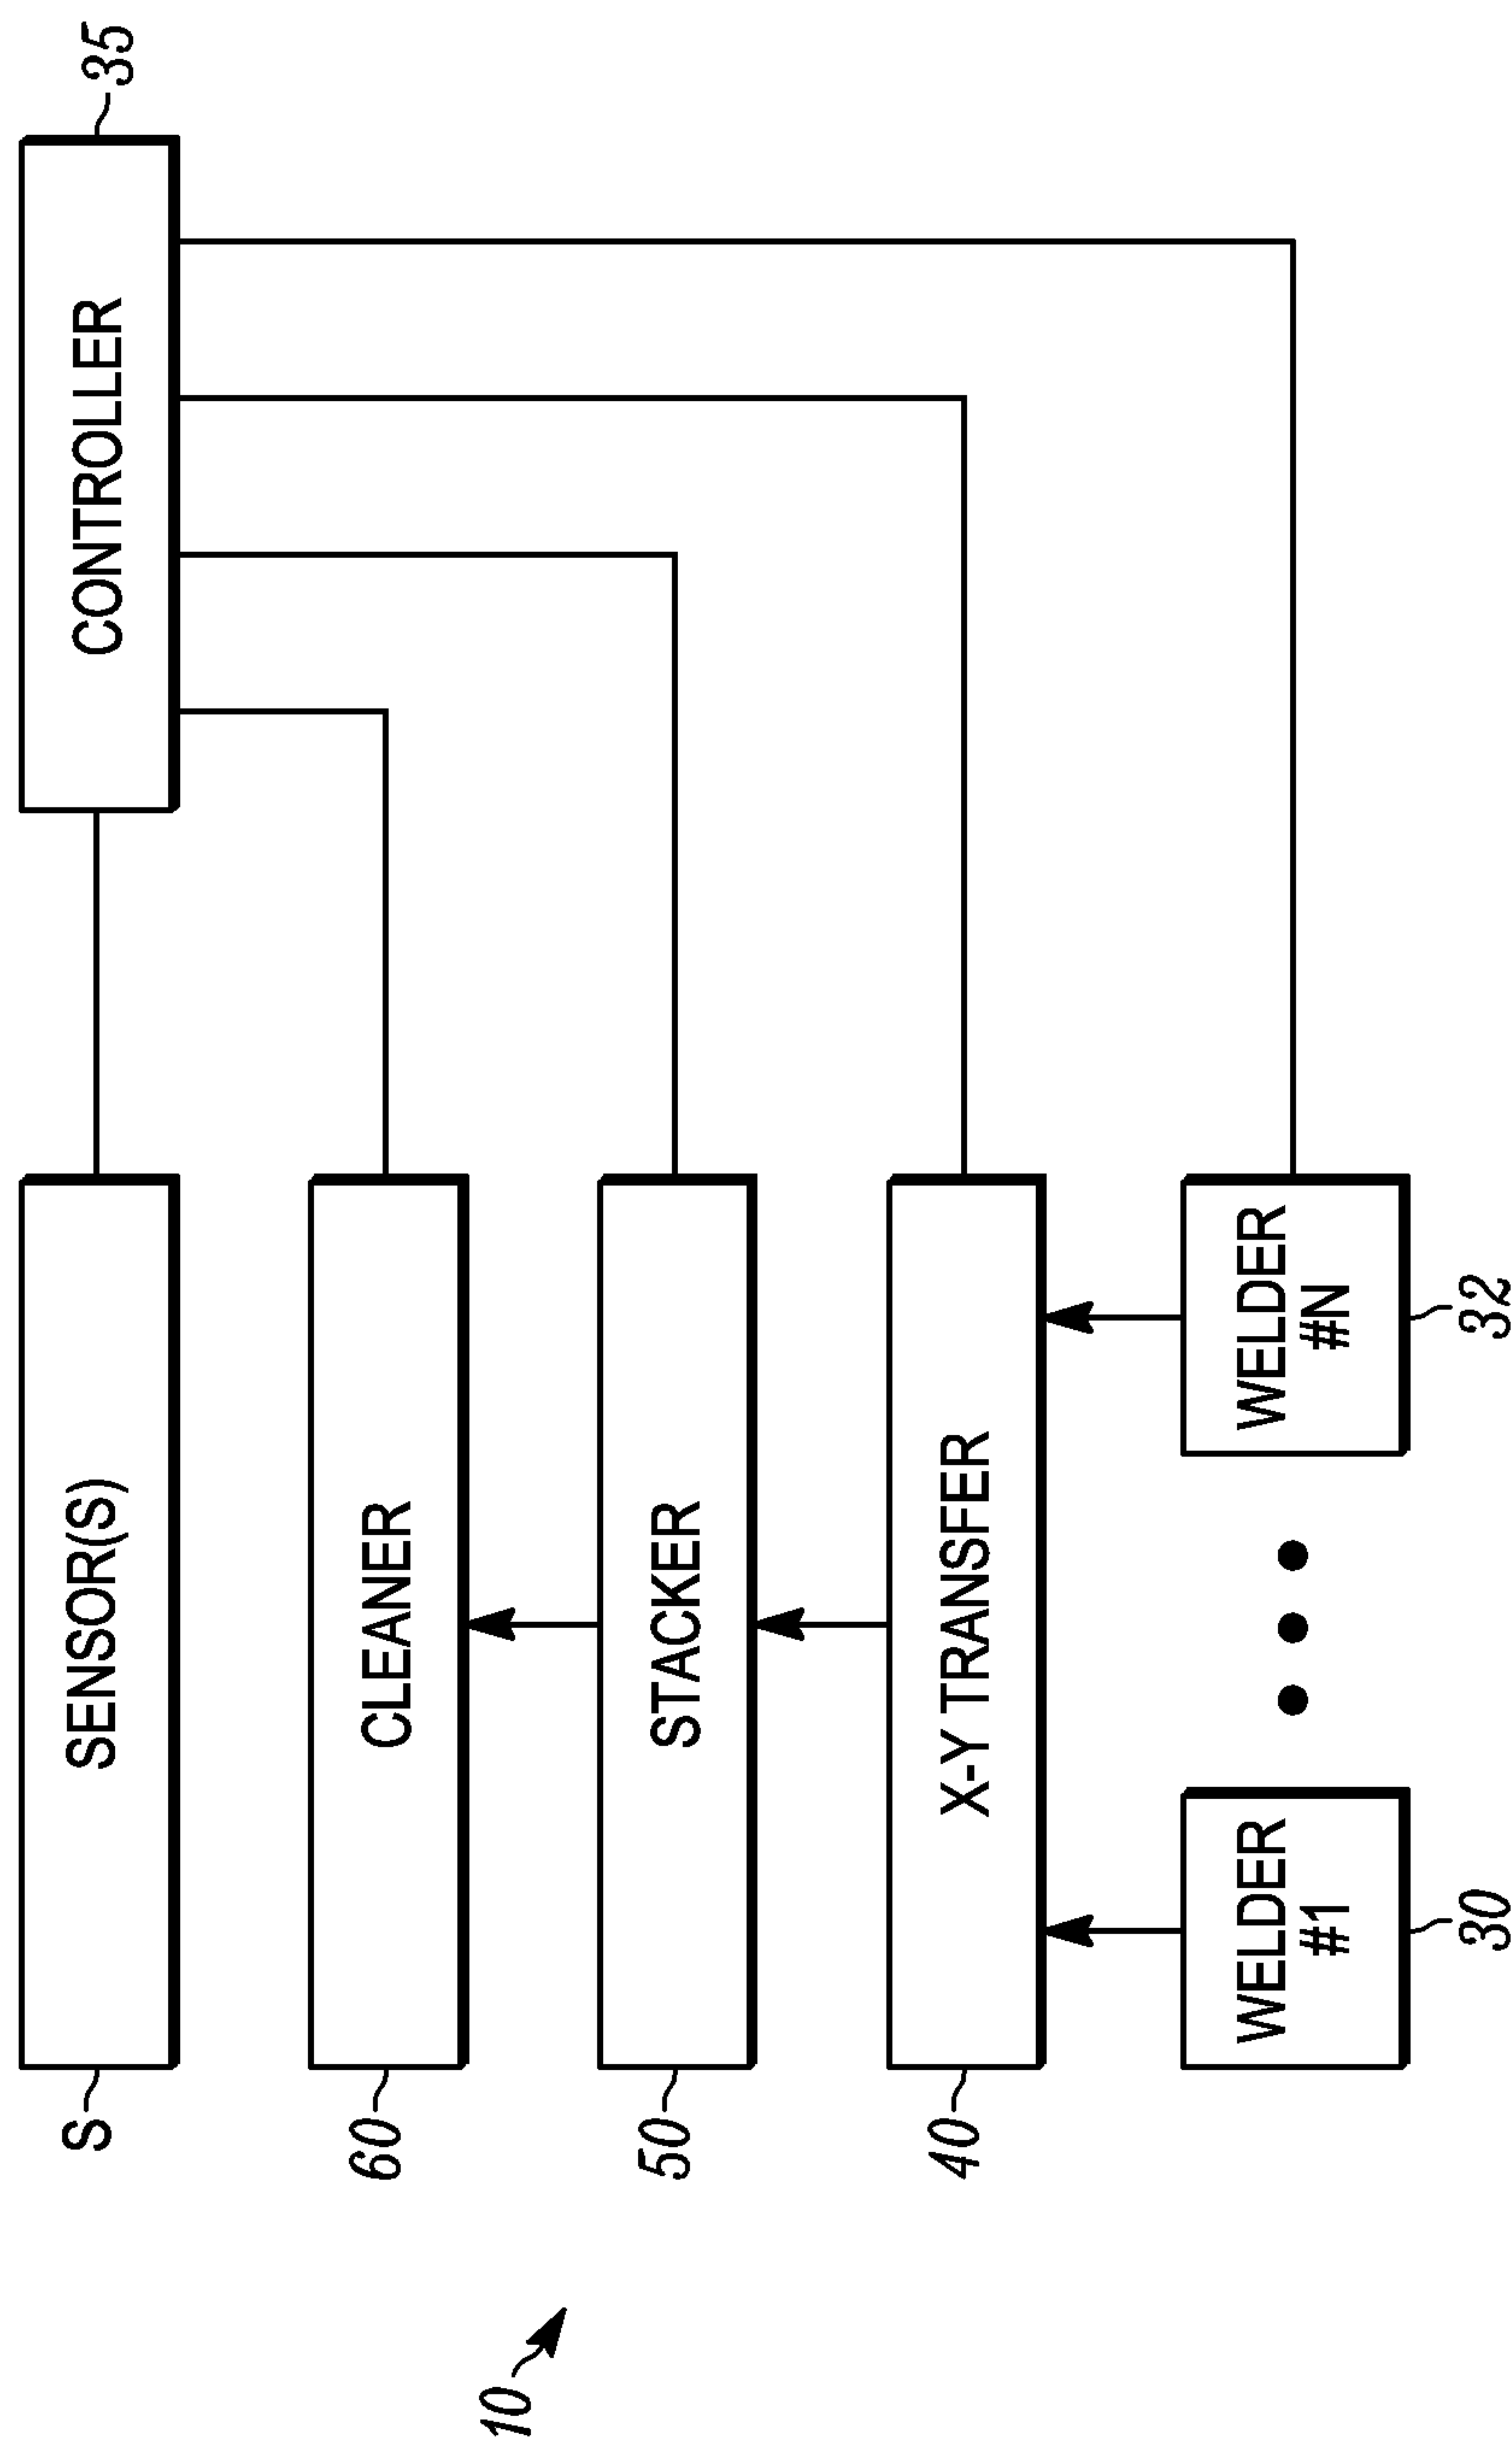 SENSOR(S)
S
CONTROLLER
35
CLEANER
60
STACKER
50
X-Y TRANSFER
40
WELDER
#1
30
WELDER
#N
32
10